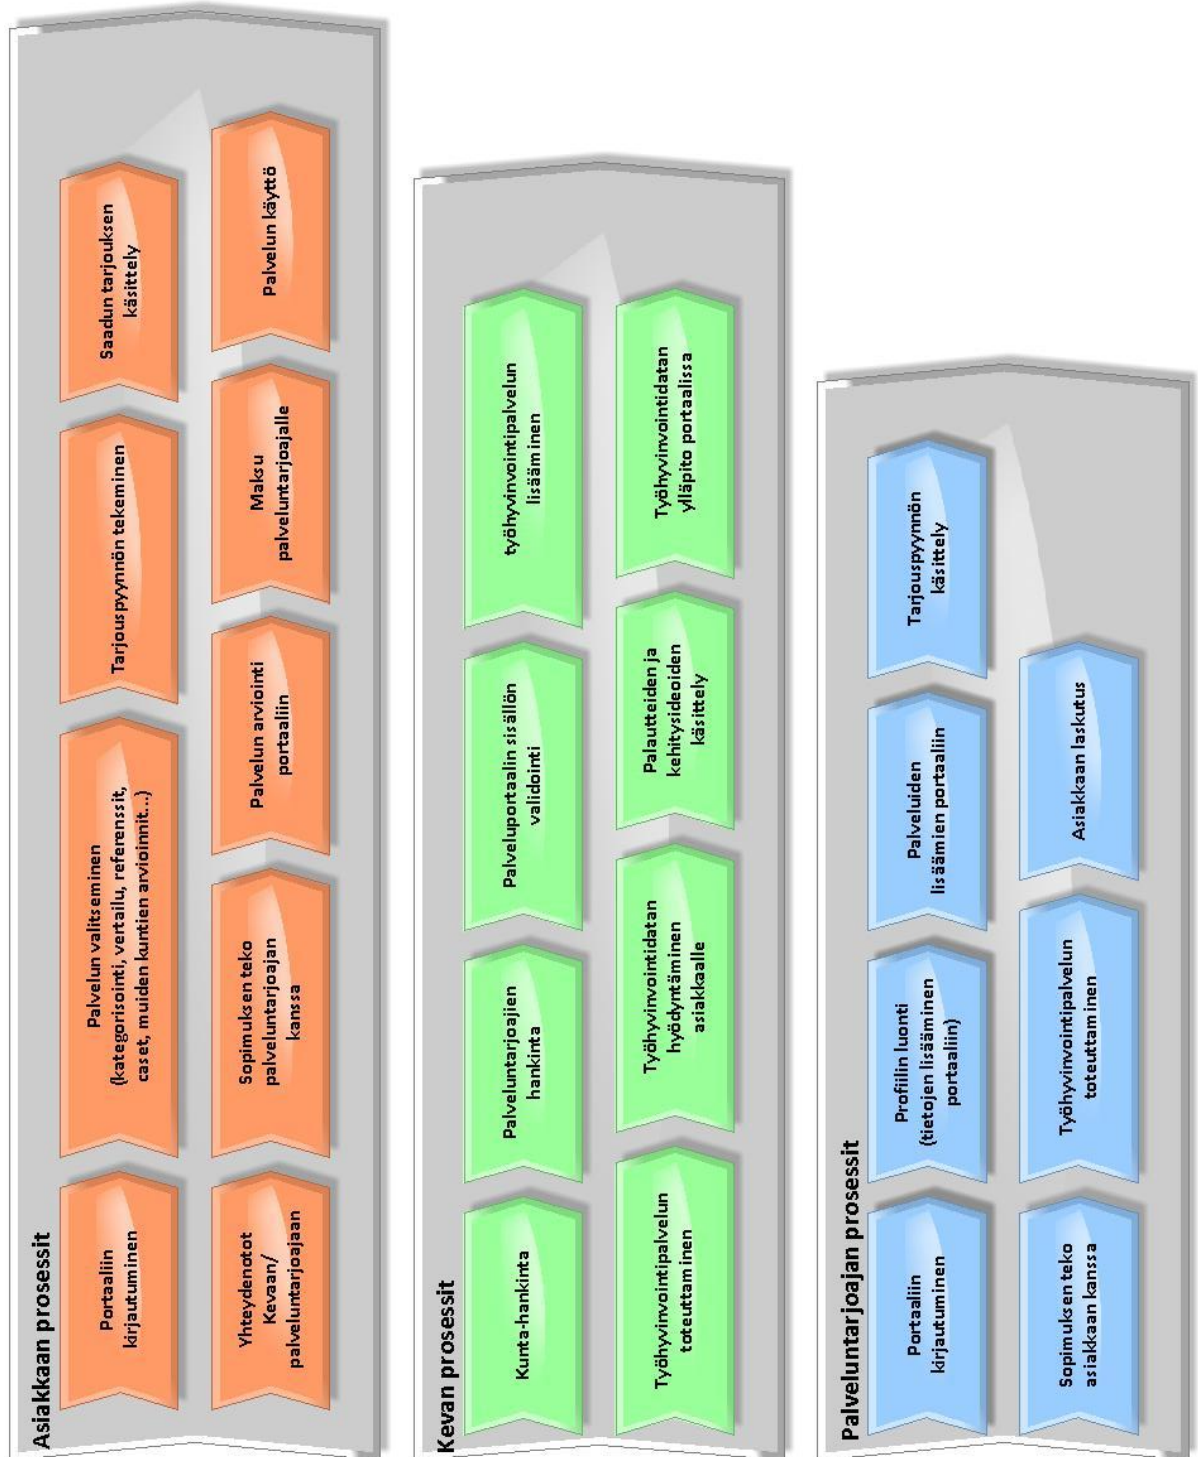 Asiakkaan prosessit
Portaaliin
kirjautuminen
Palvelun valitseminen
(kategorisointi, vertailu, referenssit,
caset, muiden kuntien arvioinnit...)
Tarjouspyynnön tekeminen
Saadun tarjouksen
käsittely
Yhteydenotot
Kevaan/
palveluntarjoajaan
Sopimuksen teko
palveluntarjoajan
kanssa
Palvelun arviointi
portaaliin
Maksu
palveluntarjoajalle
Palvelun käyttö
Kevan prosessit
Kunta-hankinta
Palveluntarjoajien
hankinta
Palveluportaalin sisällön
validointi
työhyvinvointipalvelun
lisääminen
Työhyvinvointipalvelun
toteuttaminen
Työhyvinvointidatan
hyödyntäminen
asiakkaalle
Palautteiden ja
kehitysideoiden
käsittely
Työhyvinvointidatan
ylläpito portaalissa
Palveluntarjoajan prosessit
Portaaliin
kirjautuminen
Profiilin luonti
(tietojen lisääminen
portaaliin)
Palveluiden
lisäämien portaaliin
Tarjouspyynnön
käsittely
Sopimuksen teko
asiakkaan kanssa
Työhyvinvointipalvelun
toteuttaminen
Asiakkaan laskutus